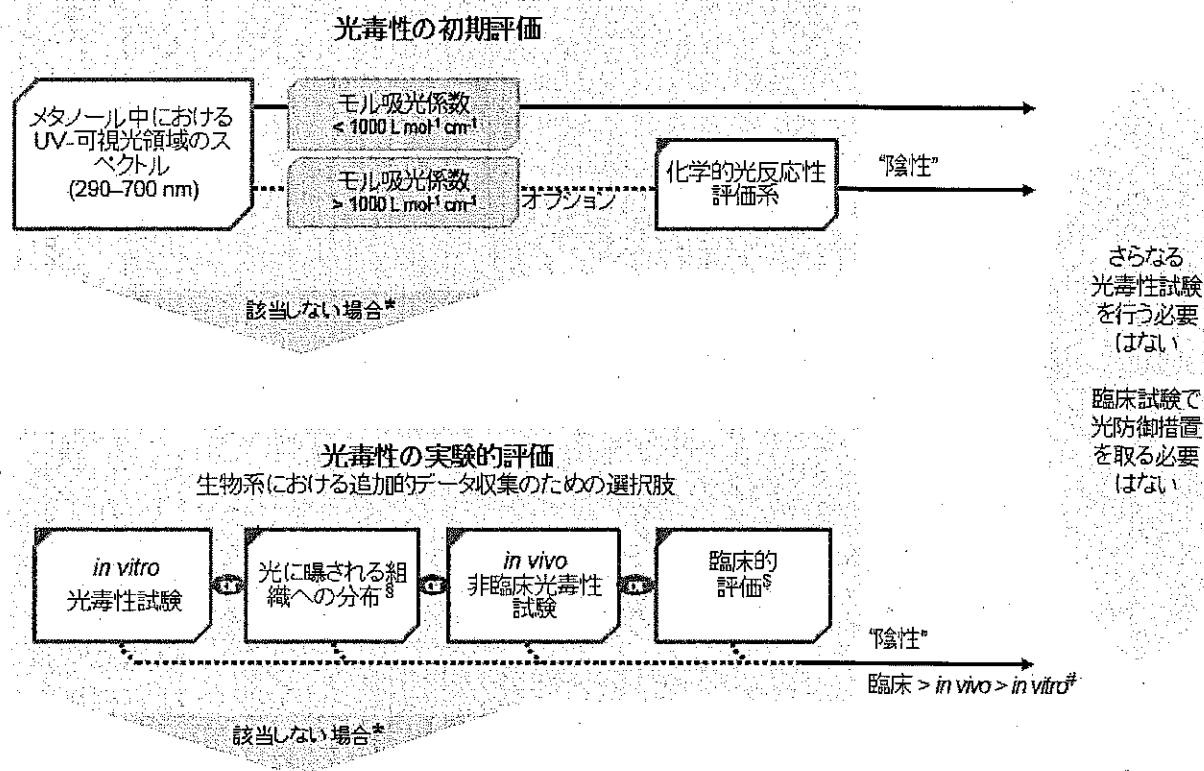 光毒性の初期評価
メタノール中における
UV-可視光領域のス
ペクトル
(290–700 nm)
モル吸光係数
< 1000 L mol⁻¹ cm⁻¹
モル吸光係数
> 1000 L mol⁻¹ cm⁻¹
オプション
化学的光反応性
評価系
“陰性”
該当しない場合*
さらなる
光毒性試験
を行う必要
はない
臨床試験で
光防御措置
を取る必要
はない
光毒性の実験的評価
生物系における追加的データ収集のための選択肢
in vitro
光毒性試験
光に曝される組
織への分布§
in vivo
非臨床光毒性
試験
臨床的
評価§
“陰性”
臨床 > in vivo > in vitro#
該当しない場合*